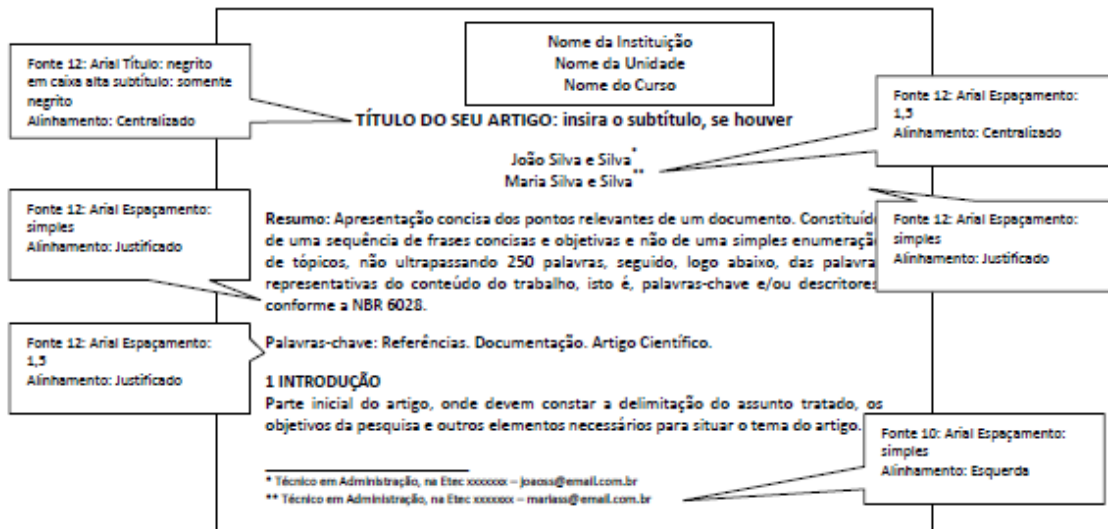 Nome da Instituição
Nome da Unidade
Nome do Curso
Fonte 12: Arial Título: negrito
em caixa alta subtítulo: somente
negrito
Alinhamento: Centralizado
TÍTULO DO SEU ARTIGO: insira o subtítulo, se houver
Fonte 12: Arial Espaçamento:
1,5
Alinhamento: Centralizado
João Silva e Silva*
Maria Silva e Silva**
Fonte 12: Arial Espaçamento:
simples
Alinhamento: Justificado
Fonte 12: Arial Espaçamento:
simples
Alinhamento: Justificado
Resumo: Apresentação concisa dos pontos relevantes de um documento. Constituíd
de uma sequência de frases concisas e objetivas e não de uma simples enumeraçã
de tópicos, não ultrapassando 250 palavras, seguido, logo abaixo, das palavra
representativas do conteúdo do trabalho, isto é, palavras-chave e/ou descritores
conforme a NBR 6028.
Fonte 12: Arial Espaçamento:
1,5
Alinhamento: Justificado
Palavras-chave: Referências. Documentação. Artigo Científico.
1 INTRODUÇÃO
Parte inicial do artigo, onde devem constar a delimitação do assunto tratado, os
objetivos da pesquisa e outros elementos necessários para situar o tema do artigo.
Fonte 10: Arial Espaçamento:
simples
Alinhamento: Esquerda
* Técnico em Administração, na Etec xxxxxxx – joaoss@email.com.br
** Técnico em Administração, na Etec xxxxxxx – mariass@email.com.br